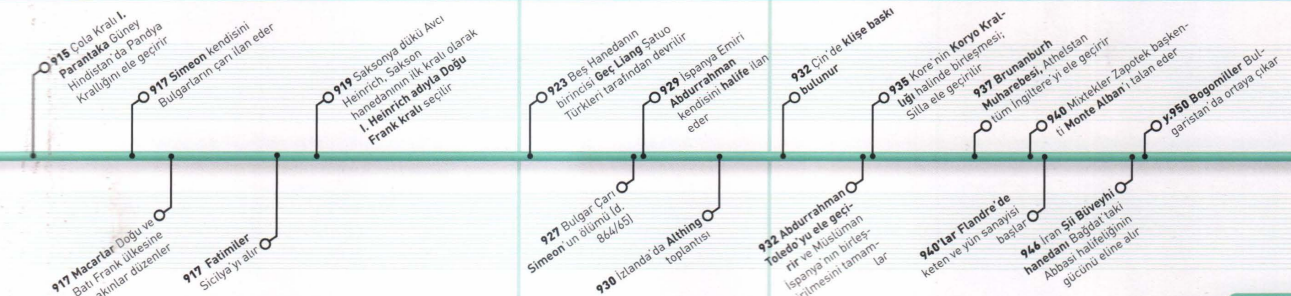 915 Çola Kralı I.
Parantaka Güney
Hindistan'da Pandya
Krallığını ele geçirir
917 Simeon kendisini
Bulgarların çarı ilan eder
919 Saksonya dükü Avcı
Heinrich, Sakson
hanedanının ilk kralı olarak
I. Heinrich adıyla Doğu
Frank kralı seçilir
923 Beş Hanedanın
birincisi Geç Liang Şatuo
Türkleri tarafından devrilir
929 İspanya Emiri
Abdurrahman
kendisini halife ilan
eder
932 Çin'de klişe baskı
bulunur
935 Kore'nin Koryo Kral-
lığı halinde birleşmesi;
Silla ele geçirilir
937 Brunanburh
Muharebesi, Athelstan
tüm İngiltere'yi ele geçirir
940 Mixtekler Zapotek başken-
ti Monte Alban'ı talan eder
y.950 Bogomiller Bul-
garistan'da ortaya çıkar
917 Macarlar Doğu ve
Batı Frank ülkesine
akınlar düzenler
917 Fatimiler
Sicilya'yı alır
927 Bulgar Çarı
Simeon'un ölümü (d.
864/65)
930 İzlanda'da Althing
toplantısı
932 Abdurrahman
Toledo'yu ele geçi-
rir ve Müslüman
İspanya'nın birleş-
irilmesini tamam-
lar
940'lar Flandre'de
keten ve yün sanayisi
başlar
946 İran Şii Büveyhi
hanedanı Bağdat'taki
Abbasi halifeliğinin
gücünü eline alır